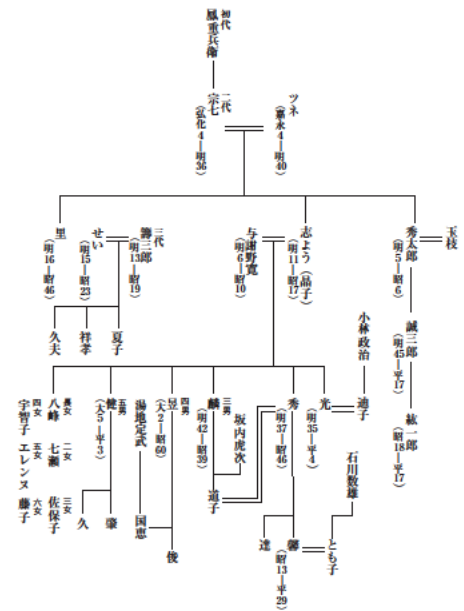 初代
鳳重兵衛
二代
宗七
(弘化4―明36)
ツネ
(嘉永4―明40)
玉枝
秀太郎
(明5―昭6)
志よう(晶子)
(明11―昭17)
与謝野寛
(明6―昭10)
三代
籌三郎
(明13―昭19)
せい
(明15―昭23)
里
(明16―昭46)
誠三郎
(明45―平17)
紘一郎
(昭18―平17)
夏子
祥孝
久夫
小林政治
迪子
光
(明35―平4)
秀
(明37―昭46)
坂内虎次
三男
麟
(明42―昭39)
道子
四男
昱
(大2―昭60)
湯地定武
国恵
俊
五男
健
(大5―平3)
肇
久
長女
八峰
二女
七瀬
三女
佐保子
四女
宇智子
五女
エレンヌ
六女
藤子
石川数雄
とも子
馨
(昭13―平29)
達